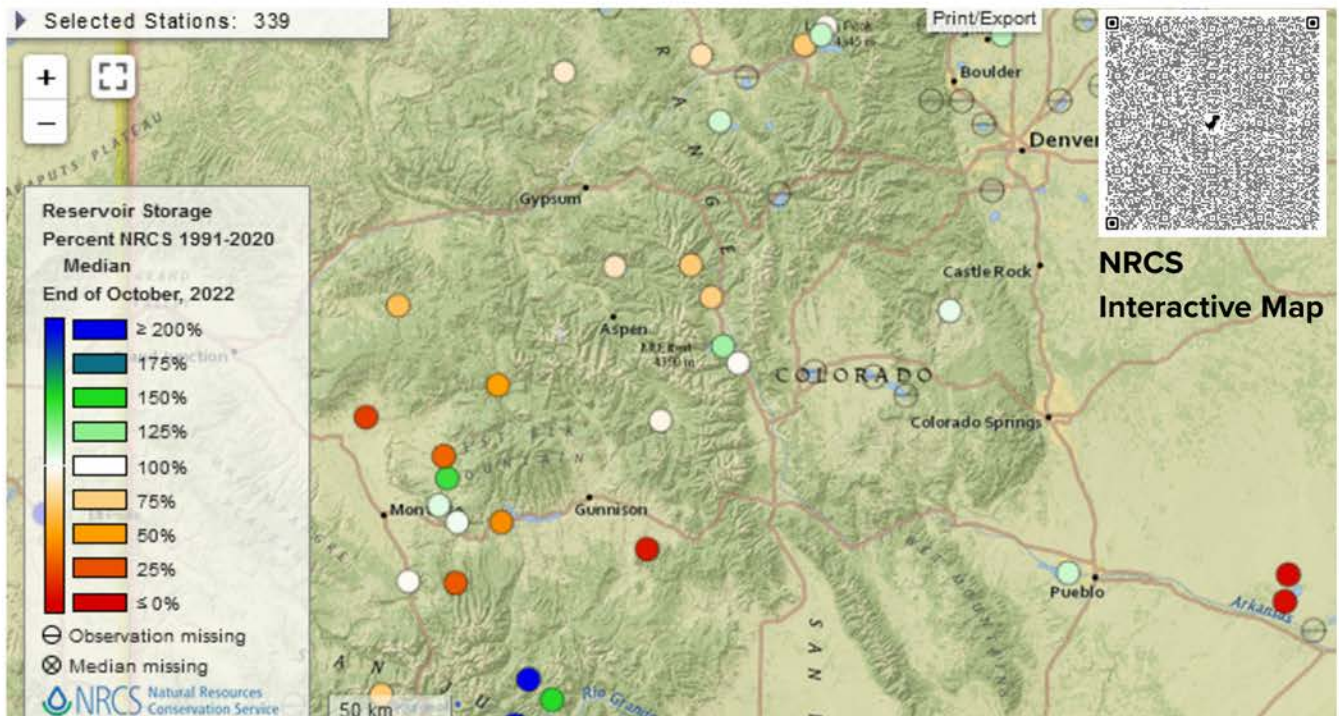 Selected Stations: 339
Print/Export
+
−
Boulder
Denver
PLATEAU
R A N G E
Gypsum
NRCS
Interactive Map
Castle Rock
Reservoir Storage
Percent NRCS 1991-2020
Median
End of October, 2022
≥ 200%
175%
150%
125%
100%
75%
50%
25%
≤ 0%
Observation missing
Median missing
NRCS Natural Resources
Conservation Service
Aspen
COLORADO
Colorado Springs
Gunnison
Pueblo
Arkansas
SAN
Rio Grande
50 km